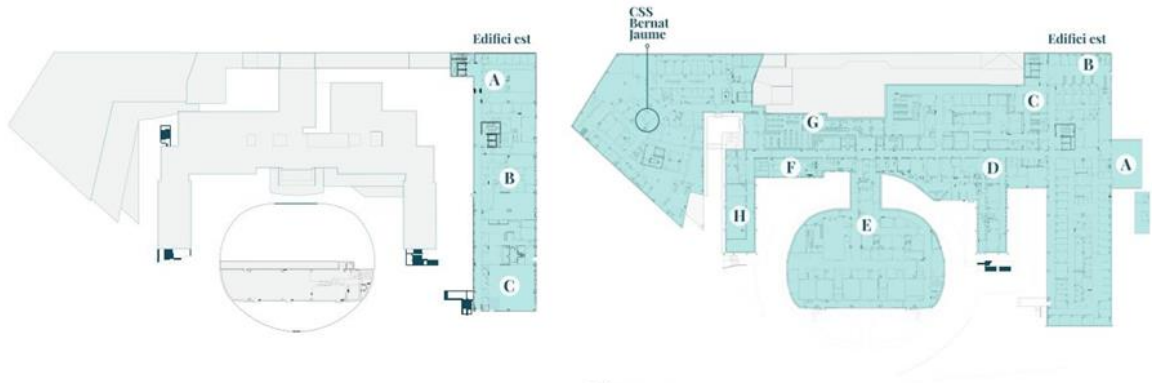 Edifici est
A
B
C
CSS
Bernat
Jaume
Edifici est
B
C
G
A
F
D
H
E